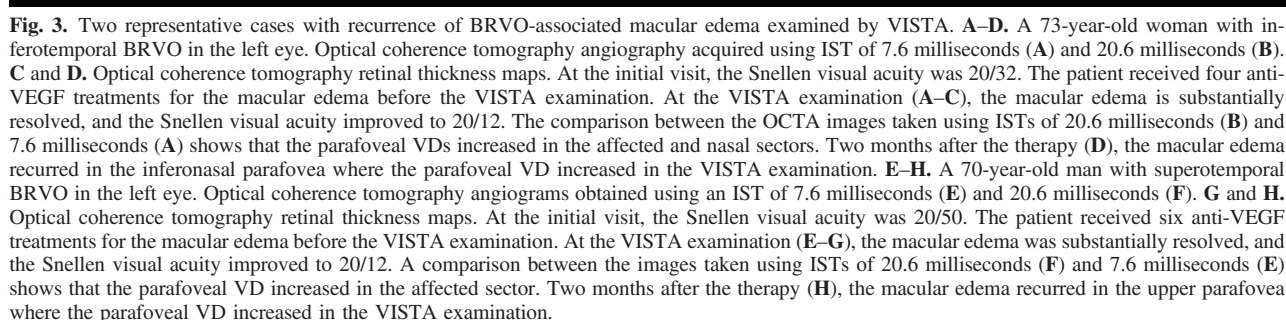 Fig. 3. Two representative cases with recurrence of BRVO-associated macular edema examined by VISTA. A–D. A 73-year-old woman with in-
ferotemporal BRVO in the left eye. Optical coherence tomography angiography acquired using IST of 7.6 milliseconds (A) and 20.6 milliseconds (B).
C and D. Optical coherence tomography retinal thickness maps. At the initial visit, the Snellen visual acuity was 20/32. The patient received four anti-
VEGF treatments for the macular edema before the VISTA examination. At the VISTA examination (A–C), the macular edema is substantially
resolved, and the Snellen visual acuity improved to 20/12. The comparison between the OCTA images taken using ISTs of 20.6 milliseconds (B) and
7.6 milliseconds (A) shows that the parafoveal VDs increased in the affected and nasal sectors. Two months after the therapy (D), the macular edema
recurred in the inferonasal parafovea where the parafoveal VD increased in the VISTA examination. E–H. A 70-year-old man with superotemporal
BRVO in the left eye. Optical coherence tomography angiograms obtained using an IST of 7.6 milliseconds (E) and 20.6 milliseconds (F). G and H.
Optical coherence tomography retinal thickness maps. At the initial visit, the Snellen visual acuity was 20/50. The patient received six anti-VEGF
treatments for the macular edema before the VISTA examination. At the VISTA examination (E–G), the macular edema was substantially resolved, and
the Snellen visual acuity improved to 20/12. A comparison between the images taken using ISTs of 20.6 milliseconds (F) and 7.6 milliseconds (E)
shows that the parafoveal VD increased in the affected sector. Two months after the therapy (H), the macular edema recurred in the upper parafovea
where the parafoveal VD increased in the VISTA examination.